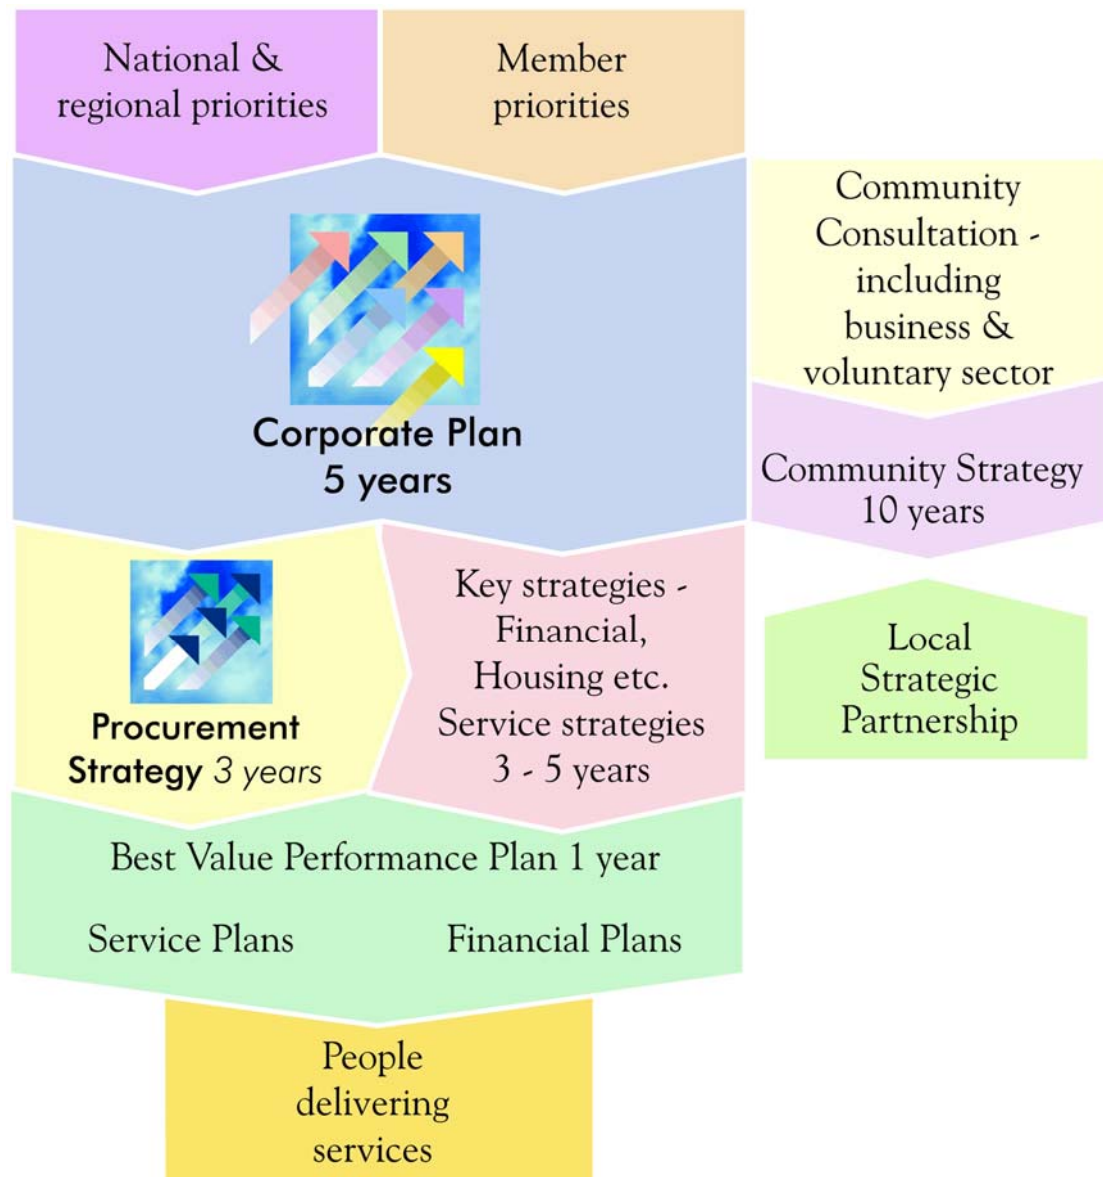 National &
regional priorities
Member
priorities
Community
Consultation -
including
business &
voluntary sector
Corporate Plan
5 years
Community Strategy
10 years
Procurement
Strategy 3 years
Key strategies -
Financial,
Housing etc.
Service strategies
3 - 5 years
Local
Strategic
Partnership
Best Value Performance Plan 1 year
Service Plans
Financial Plans
People
delivering
services